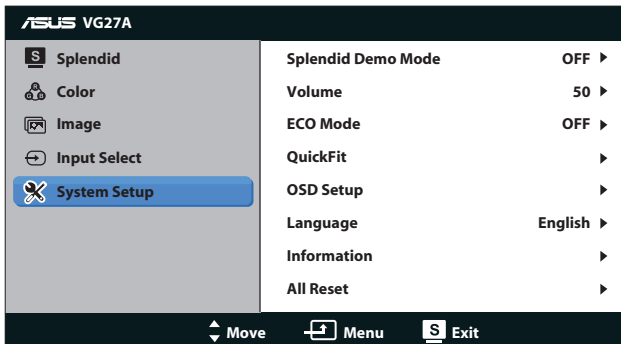 ASUS VG27A
S Splendid
Color
Image
Input Select
System Setup
Splendid Demo Mode OFF
Volume 50
ECO Mode OFF
QuickFit
OSD Setup
Language English
Information
All Reset
Move Menu S Exit